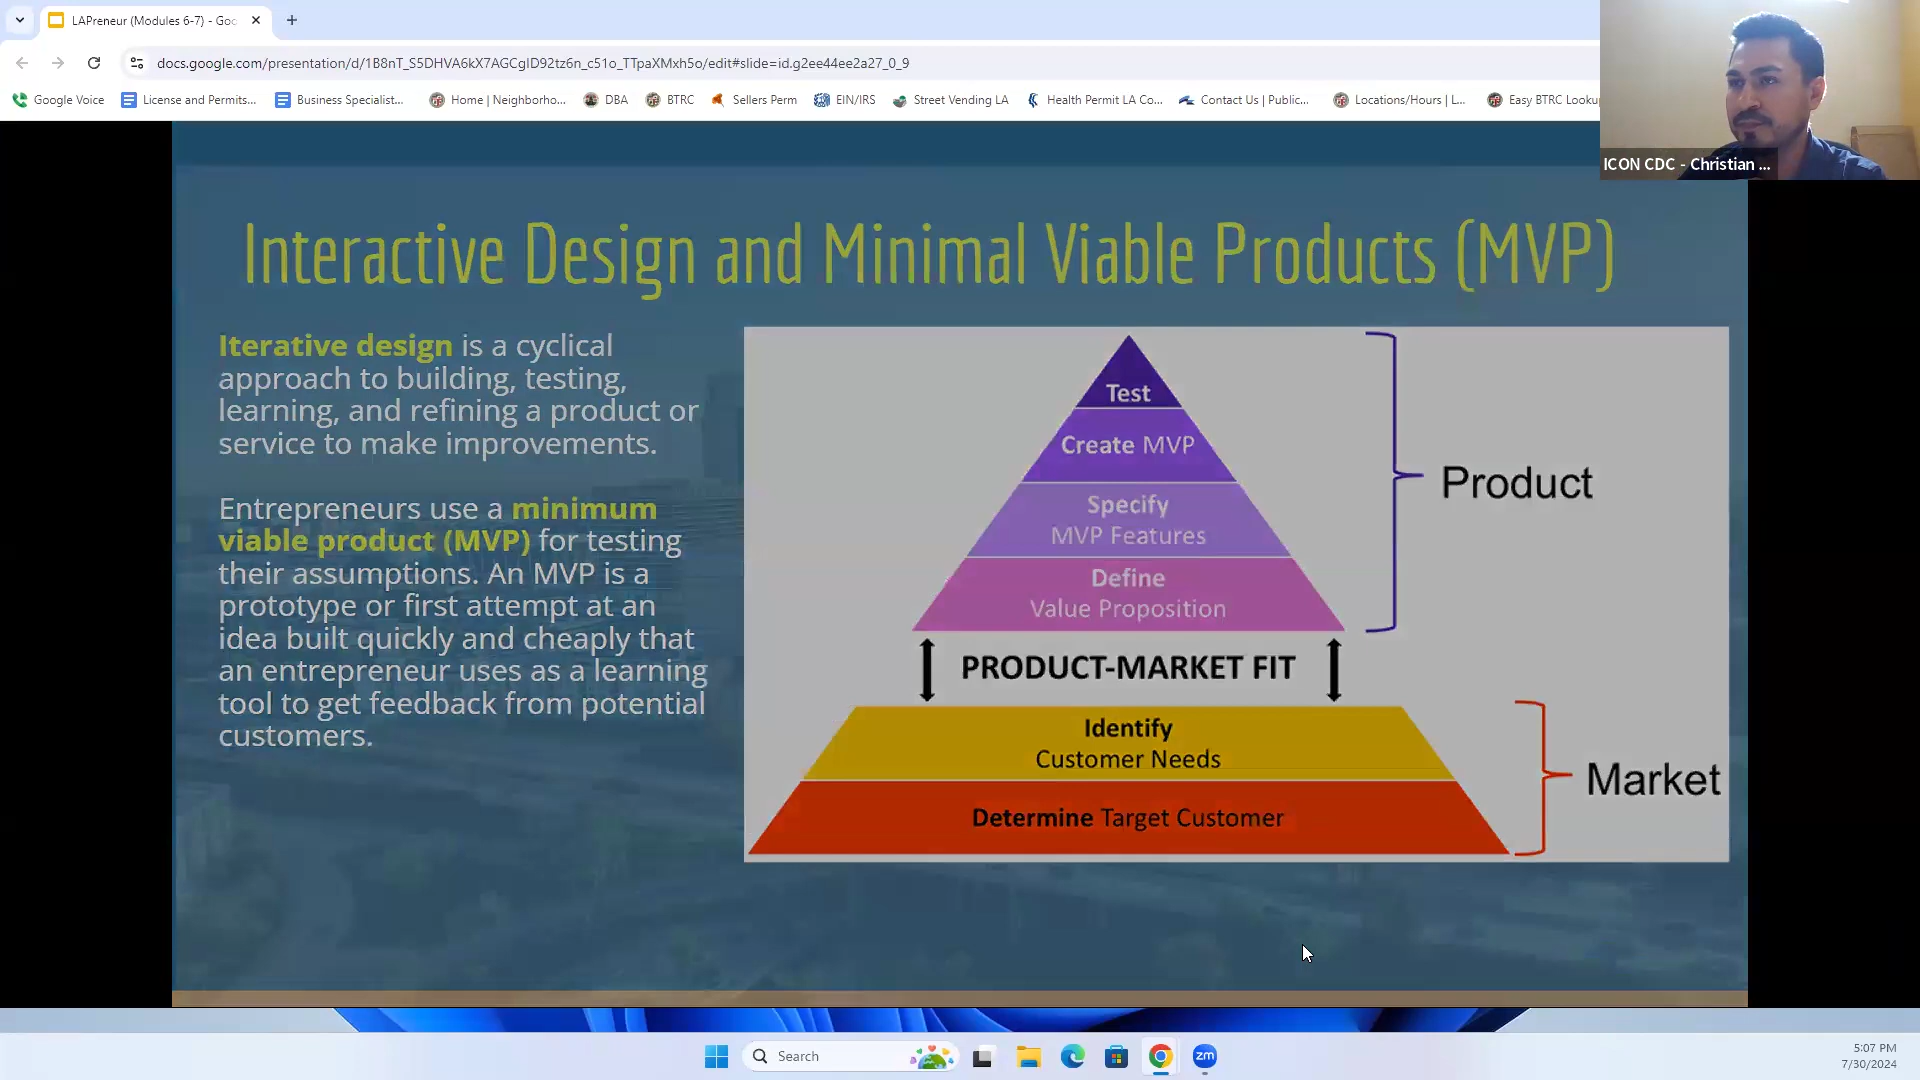 LAPreneur (Modules 6-7) - Goo
docs.google.com/presentation/d/1B8nT_S5DHVA6kX7AGCglD92tz6n_c51o_TTpaXMxh5o/edit#slide=id.g2ee44ee2a27_0_9
Google Voice License and Permits... Business Specialist... Home | Neighborho... DBA BTRC Sellers Perm EIN/IRS Street Vending LA Health Permit LA Co... Contact Us | Public... Locations/Hours | L... Easy BTRC Looku
ICON CDC - Christian ...
Interactive Design and Minimal Viable Products (MVP)
Iterative design is a cyclical
approach to building, testing,
learning, and refining a product or
service to make improvements.
Entrepreneurs use a minimum
viable product (MVP) for testing
their assumptions. An MVP is a
prototype or first attempt at an
idea built quickly and cheaply that
an entrepreneur uses as a learning
tool to get feedback from potential
customers.
Test
Create MVP
Specify
MVP Features
Define
Value Proposition
Product
PRODUCT-MARKET FIT
Identify
Customer Needs
Determine Target Customer
Market
Search
zm
5:07 PM
7/30/2024